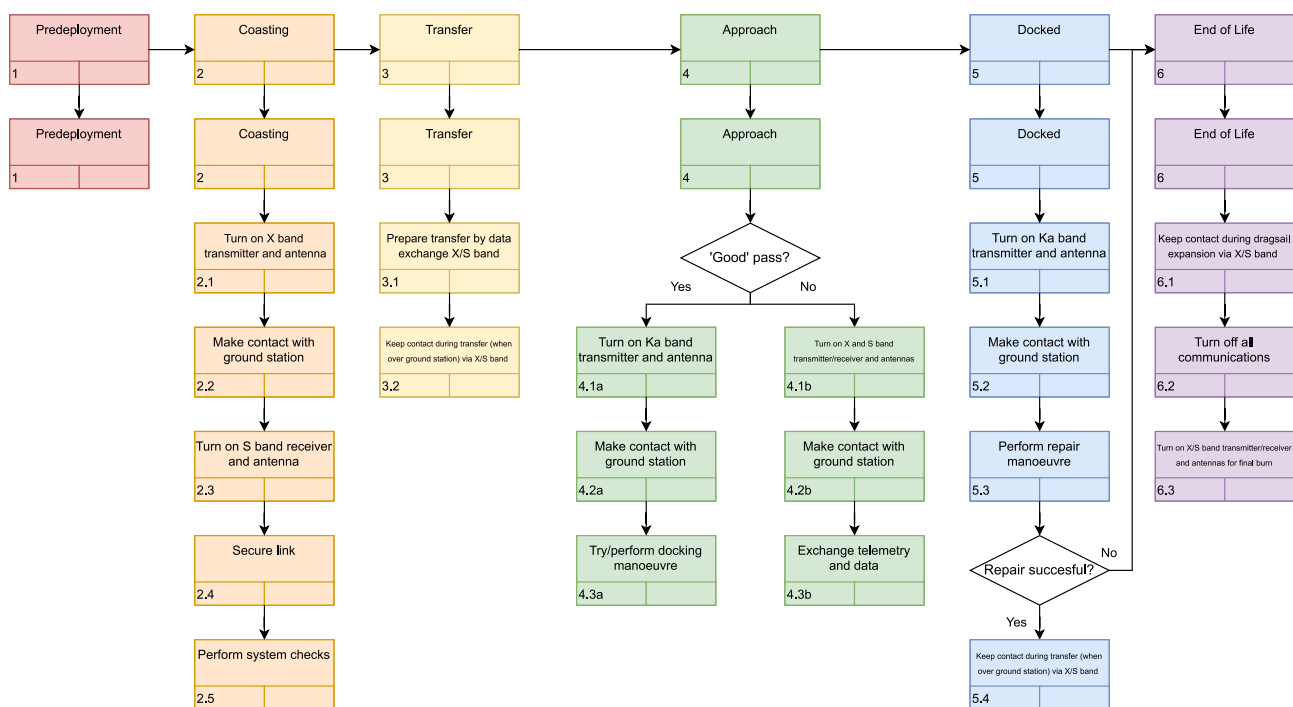 Predeployment
1
Coasting
2
Transfer
3
Approach
4
Docked
5
End of Life
6
Predeployment
1
Coasting
2
Transfer
3
Approach
4
Docked
5
End of Life
6
Turn on X band
transmitter and antenna
2.1
Make contact with
ground station
2.2
Turn on S band receiver
and antenna
2.3
Secure link
2.4
Perform system checks
2.5
Prepare transfer by data
exchange X/S band
3.1
Keep contact during transfer (when
over ground station) via X/S band
3.2
'Good' pass?
Yes
No
Turn on Ka band
transmitter and antenna
4.1a
Make contact with
ground station
4.2a
Try/perform docking
manoeuvre
4.3a
Turn on X and S band
transmitter/receiver and antennas
4.1b
Make contact with
ground station
4.2b
Exchange telemetry
and data
4.3b
Turn on Ka band
transmitter and antenna
5.1
Make contact with
ground station
5.2
Perform repair
manoeuvre
5.3
Repair succesful?
No
Yes
Keep contact during transfer (when
over ground station) via X/S band
5.4
Keep contact during dragsail
expansion via X/S band
6.1
Turn off all
communications
6.2
Turn on X/S band transmitter/receiver
and antennas for final burn
6.3